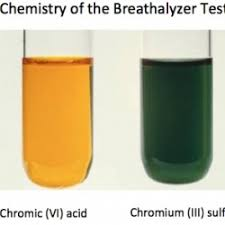 Chemistry of the Breathalyzer Test
Chromic (VI) acid
Chromium (III) sulf